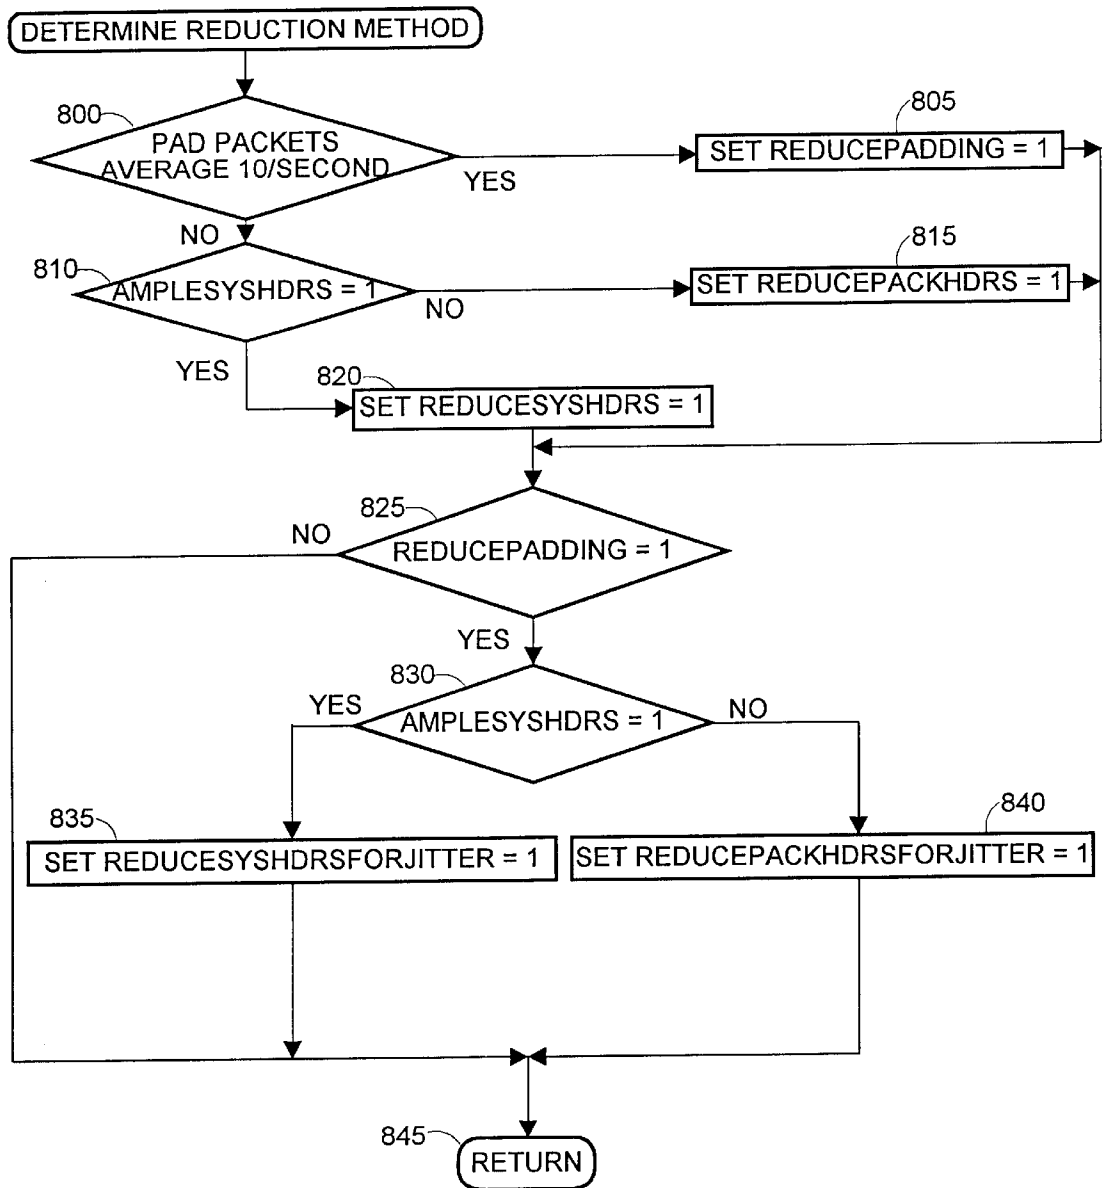 DETERMINE REDUCTION METHOD
800
PAD PACKETS
AVERAGE 10/SECOND
YES
805
SET REDUCEPADDING = 1
NO
810
AMPLESYSHDRS = 1
NO
815
SET REDUCEPACKHDRS = 1
YES
820
SET REDUCESYSHDRS = 1
825
NO
REDUCEPADDING = 1
YES
830
YES
AMPLESYSHDRS = 1
NO
835
SET REDUCESYSHDRSFORJITTER = 1
840
SET REDUCEPACKHDRSFORJITTER = 1
845
RETURN